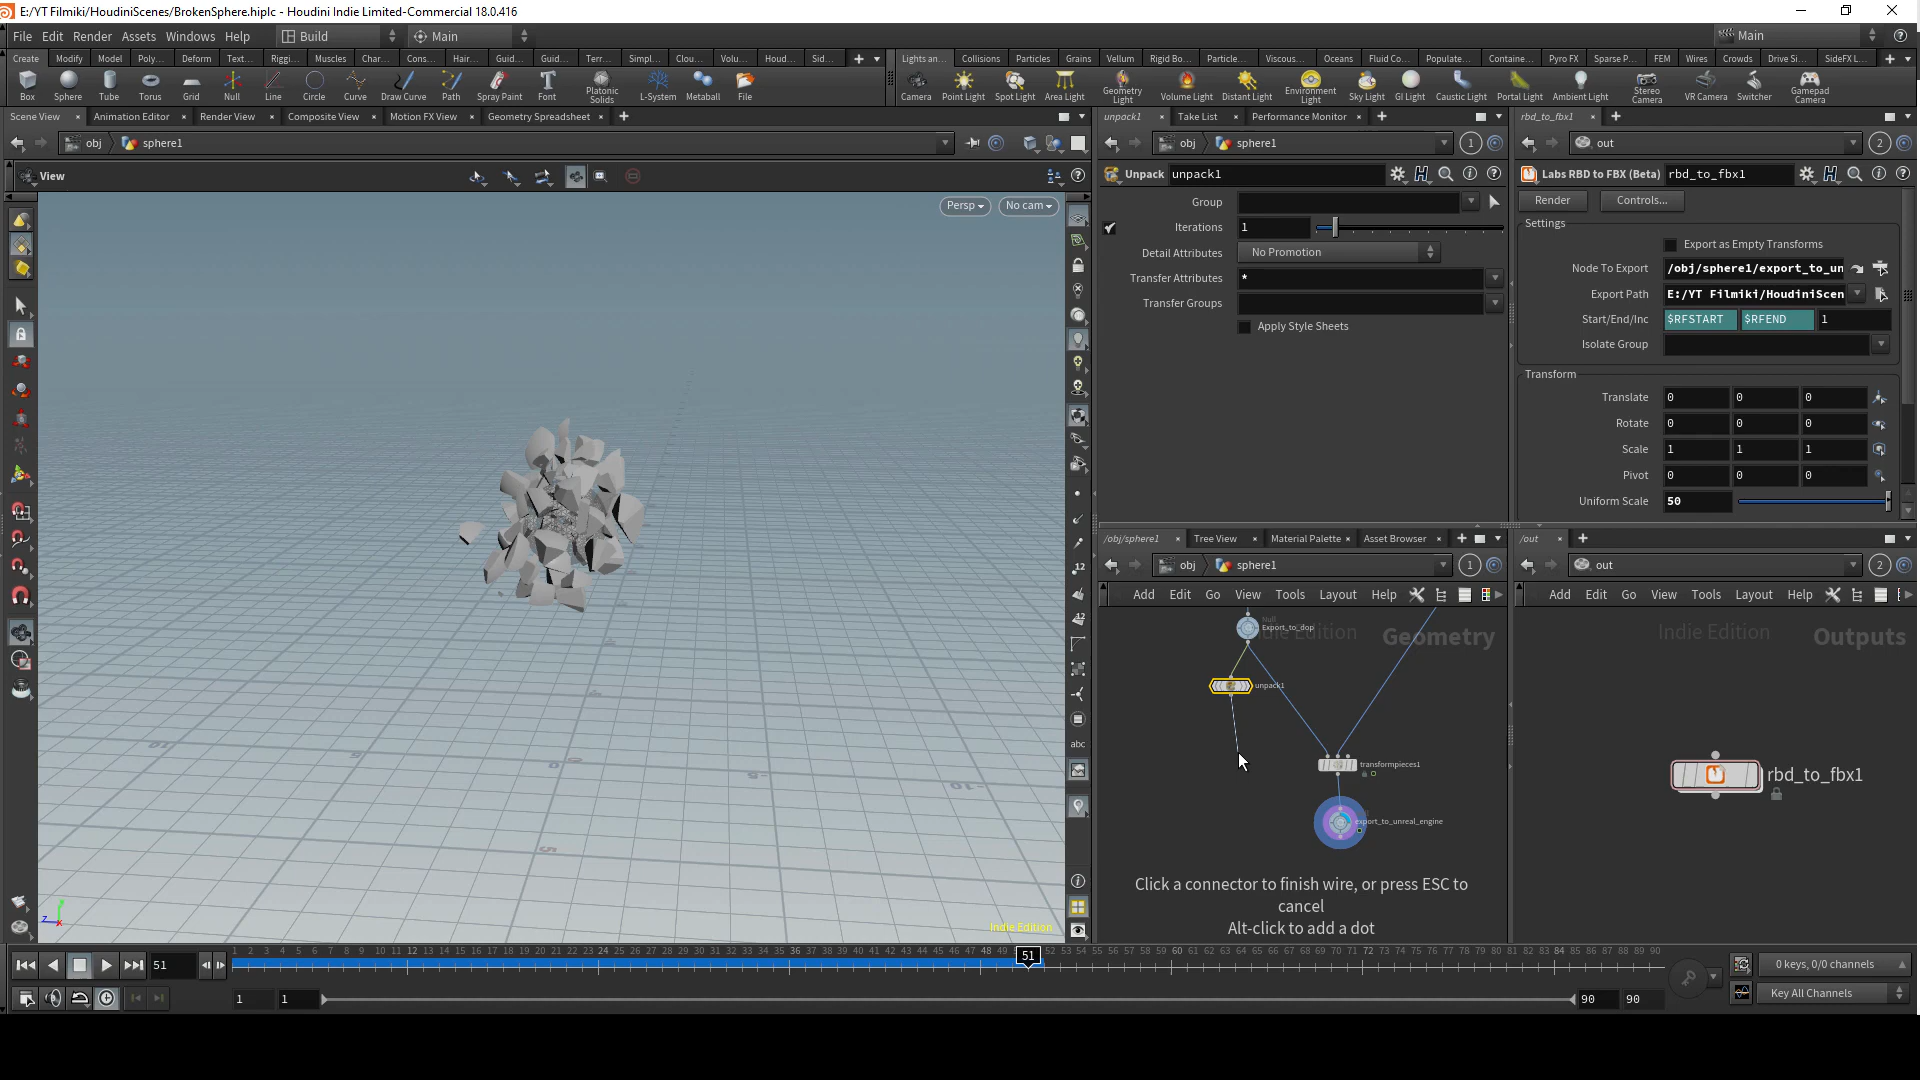 E:/YT Filmiki/HoudiniScenes/BrokenSphere.hiplc - Houdini Indie Limited-Commercial 18.0.416
File Edit Render Assets Windows Help Build Main Main
Create Modify Model Poly... Deform Text... Riggi... Muscles Char... Cons... Hair... Guid... Guid... Terr... Simpl... Clou... Volu... Houd... Sid...
Lights an... Collisions Particles Grains Vellum Rigid Bo... Particle... Viscous... Oceans Fluid Co... Populate... Containe... Pyro FX Sparse P... FEM Wires Crowds Drive Si... SideFX L...
Box Sphere Tube Torus Grid Null Line Circle Curve Draw Curve Path Spray Paint Font Platonic Solids L-System Metaball File
Camera Point Light Spot Light Area Light Geometry Light Volume Light Distant Light Environment Light Sky Light GI Light Caustic Light Portal Light Ambient Light Stereo Camera VR Camera Switcher Gamepad Camera
Scene View Animation Editor Render View Composite View Motion FX View Geometry Spreadsheet
unpack1 Take List Performance Monitor
rbd_to_fbx1
obj sphere1
obj sphere1 1
out 2
View
Persp No cam
Unpack unpack1
Group
Iterations 1
Detail Attributes No Promotion
Transfer Attributes *
Transfer Groups
Apply Style Sheets
Labs RBD to FBX (Beta) rbd_to_fbx1
Render Controls...
Settings
Export as Empty Transforms
Node To Export /obj/sphere1/export_to_un
Export Path E:/YT Filmiki/HoudiniScen
Start/End/Inc $RFSTART $RFEND 1
Isolate Group
Transform
Translate 0 0 0
Rotate 0 0 0
Scale 1 1 1
Pivot 0 0 0
Uniform Scale 50
/obj/sphere1 Tree View Material Palette Asset Browser
/out
obj sphere1 1
out 2
Add Edit Go View Tools Layout Help
Add Edit Go View Tools Layout Help
Null
Export_to_dop
Indie Edition Geometry
unpack1
transformpieces1
export_to_unreal_engine
Click a connector to finish wire, or press ESC to
cancel
Alt-click to add a dot
Indie Edition Outputs
rbd_to_fbx1
abc
Indie Edition
51
0 keys, 0/0 channels
1 1 90 90
Key All Channels